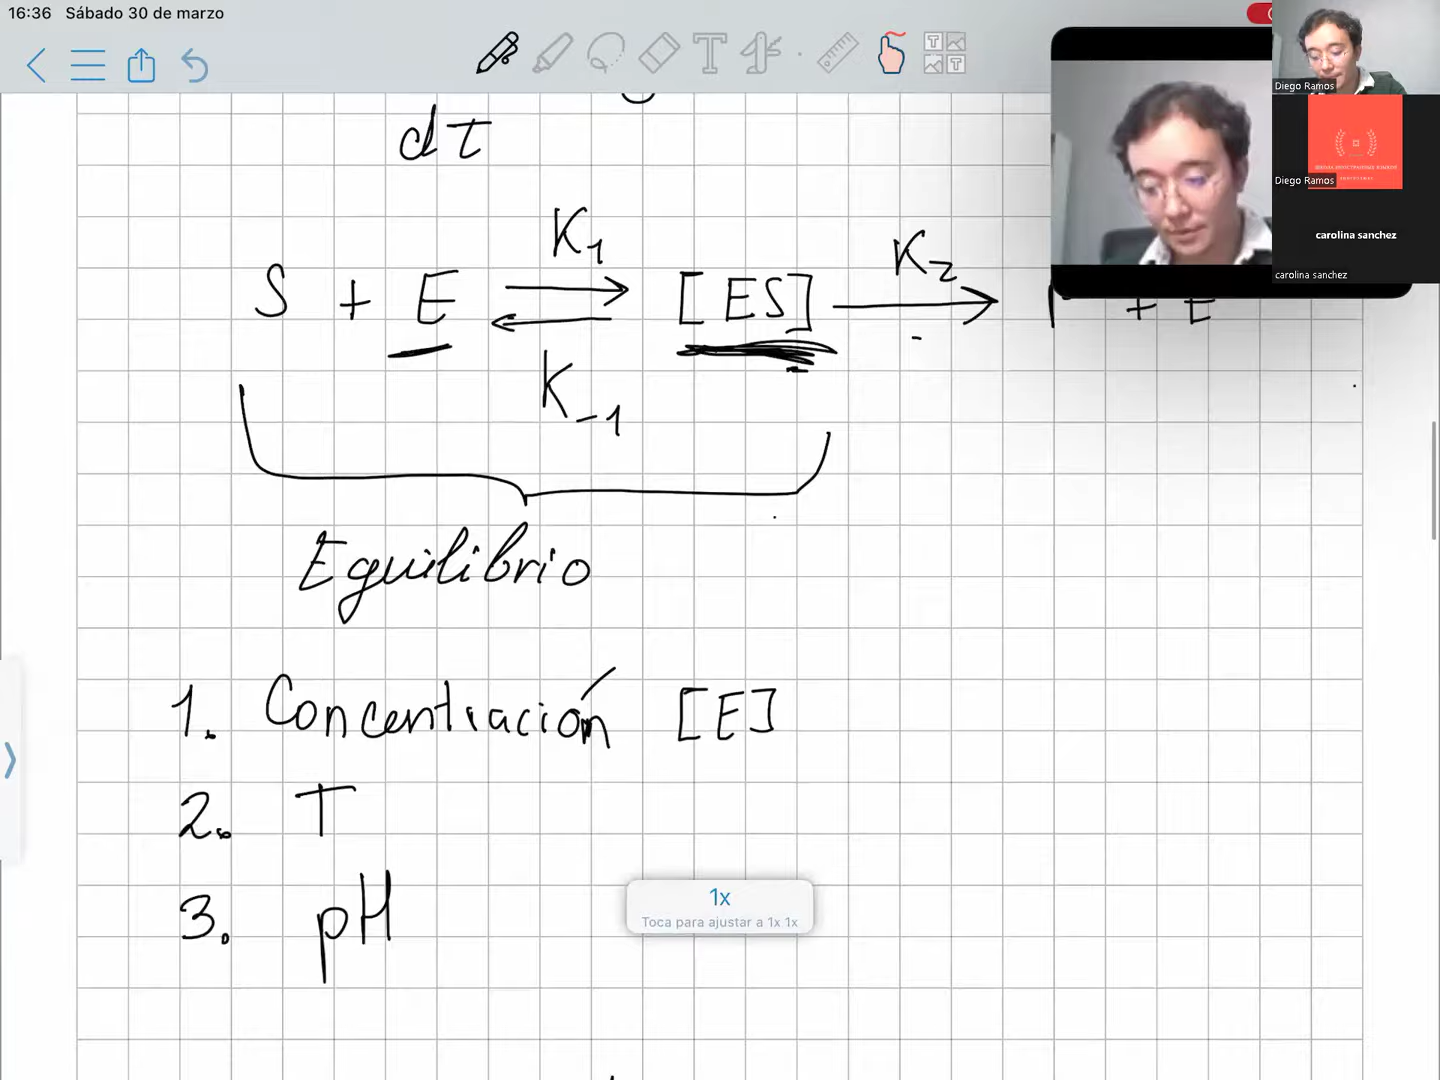 16:36 Sábado 30 de marzo
Diego Ramos
Diego Ramos
carolina sanchez
carolina sanchez
dt
K1
K2
S + E [ES] + E
K-1
Equilibrio
1. Concentración [E]
2. T
3. pH
1x
Toca para ajustar a 1x 1x